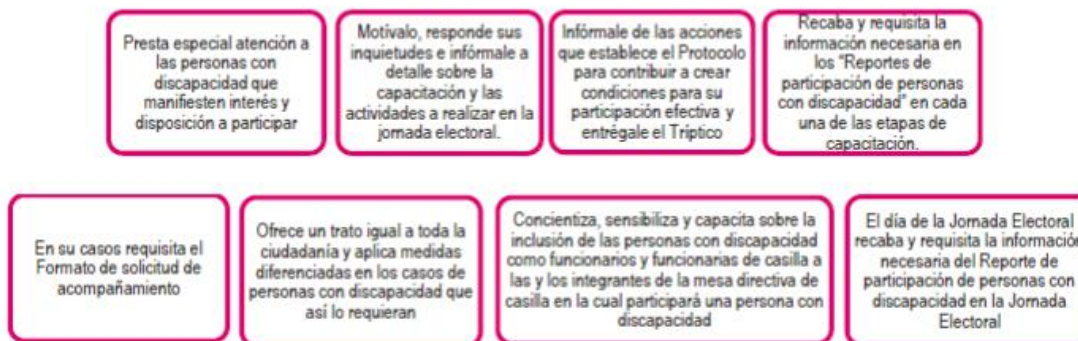 Presta especial atención a
las personas con
discapacidad que
manifiesten interés y
disposición a participar
Motívalo, responde sus
inquietudes e infórmale a
detalle sobre la
capacitación y las
actividades a realizar en la
jornada electoral.
Infórmale de las acciones
que establece el Protocolo
para contribuir a crear
condiciones para su
participación efectiva y
entrégale el Tríptico
Recaba y requisita la
información necesaria en
los "Reportes de
participación de personas
con discapacidad" en cada
una de las etapas de
capacitación.
En su casos requisita el
Formato de solicitud de
acompañamiento
Ofrece un trato igual a toda la
ciudadanía y aplica medidas
diferenciadas en los casos de
personas con discapacidad que
así lo requieran
Concientiza, sensibiliza y capacita sobre la
inclusión de las personas con discapacidad
como funcionarios y funcionarias de casilla a
las y los integrantes de la mesa directiva de
casilla en la cual participará una persona con
discapacidad
El día de la Jornada Electoral
recaba y requisita la información
necesaria del Reporte de
participación de personas con
discapacidad en la Jornada
Electoral